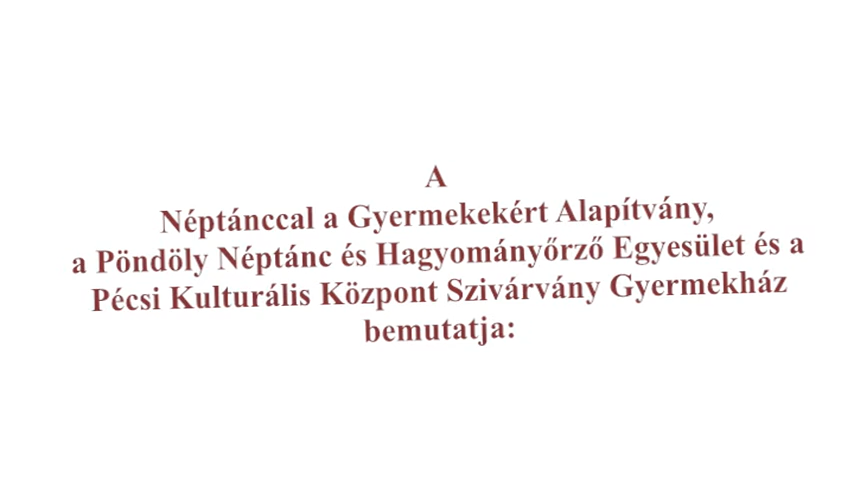 A
Néptánccal a Gyermekekért Alapítvány,
a Pöndöly Néptánc és Hagyományőrző Egyesület és a
Pécsi Kulturális Központ Szivárvány Gyermekház
bemutatja: